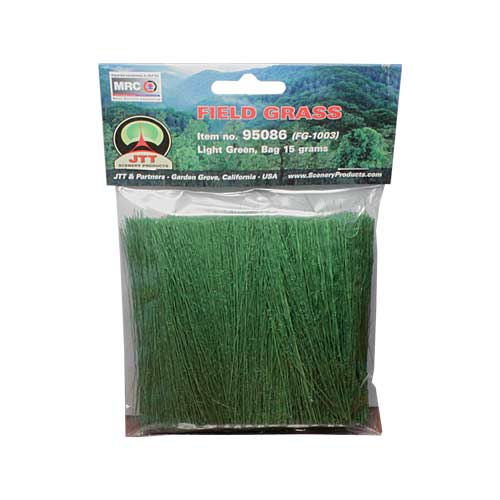 MRC
FIELD GRASS
Item no. 95086 (FG-1003)
Light Green, Bag 15 grams
JTT
SCENERY PRODUCTS
JTT & Partners - Garden Grove, California - USA
www.SceneryProducts.com